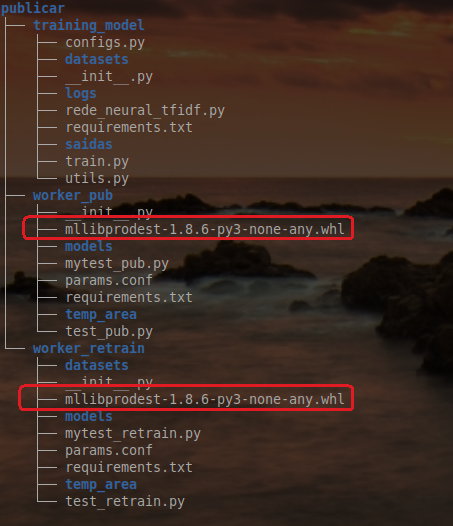 publicar
├── training_model
│   ├── configs.py
│   ├── datasets
│   ├── __init__.py
│   ├── logs
│   ├── rede_neural_tfidf.py
│   ├── requirements.txt
│   ├── saidas
│   ├── train.py
│   └── utils.py
├── worker_pub
│   ├── __init__.py
│   ├── mllibprodest-1.8.6-py3-none-any.whl
│   ├── models
│   ├── mytest_pub.py
│   ├── params.conf
│   ├── requirements.txt
│   ├── temp_area
│   └── test_pub.py
└── worker_retrain
    ├── datasets
    ├── __init__.py
    ├── mllibprodest-1.8.6-py3-none-any.whl
    ├── models
    ├── mytest_retrain.py
    ├── params.conf
    ├── requirements.txt
    ├── temp_area
    └── test_retrain.py